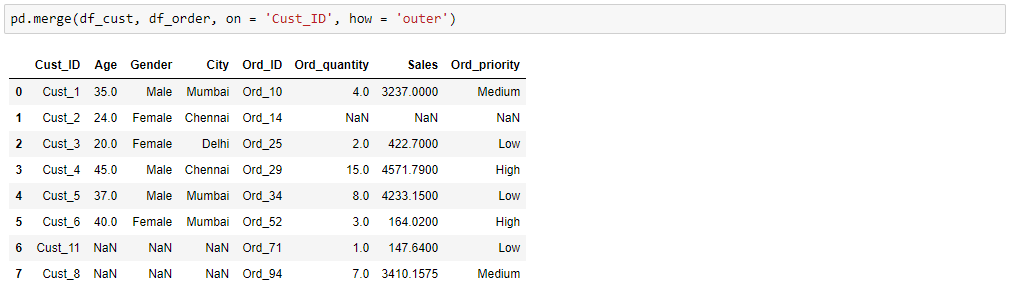 pd.merge(df_cust, df_order, on = 'Cust_ID', how = 'outer')
Cust_ID Age Gender City Ord_ID Ord_quantity Sales Ord_priority
0 Cust_1 35.0 Male Mumbai Ord_10 4.0 3237.0000 Medium
1 Cust_2 24.0 Female Chennai Ord_14 NaN NaN NaN
2 Cust_3 20.0 Female Delhi Ord_25 2.0 422.7000 Low
3 Cust_4 45.0 Male Chennai Ord_29 15.0 4571.7900 High
4 Cust_5 37.0 Male Mumbai Ord_34 8.0 4233.1500 Low
5 Cust_6 40.0 Female Mumbai Ord_52 3.0 164.0200 High
6 Cust_11 NaN NaN NaN Ord_71 1.0 147.6400 Low
7 Cust_8 NaN NaN NaN Ord_94 7.0 3410.1575 Medium